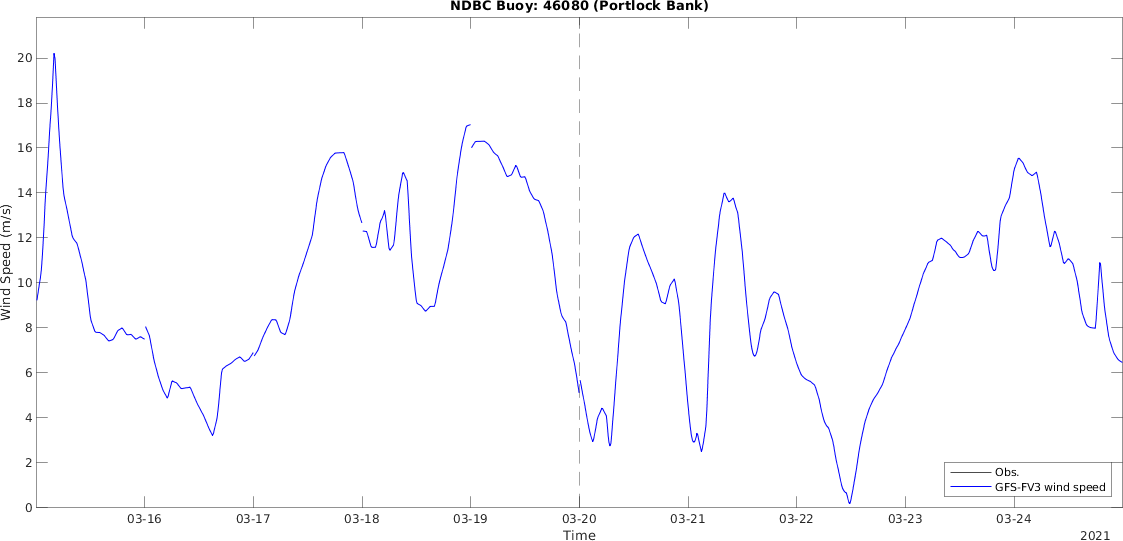 NDBC Buoy: 46080 (Portlock Bank)
Wind Speed (m/s)
20
18
16
14
12
10
8
6
4
2
0
03-16 03-17 03-18 03-19 03-20 03-21 03-22 03-23 03-24
Time
2021
Obs.
GFS-FV3 wind speed